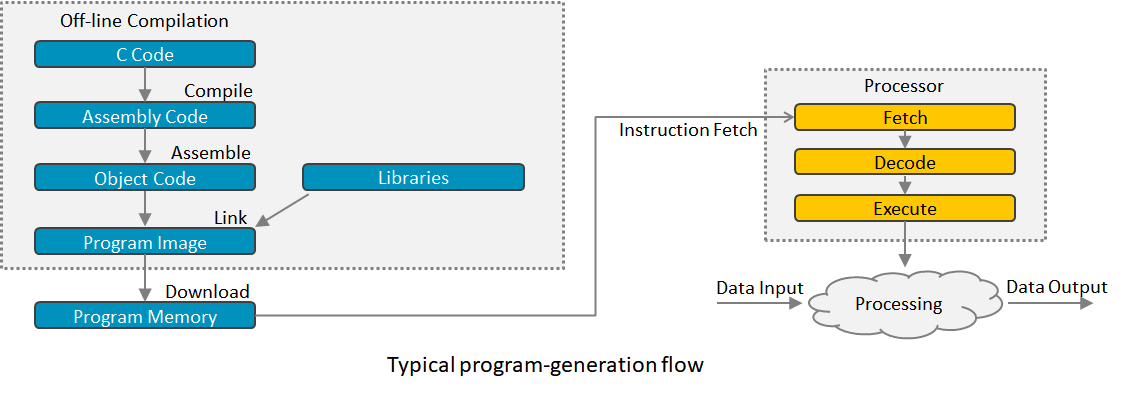 Off-line Compilation
C Code
Compile
Assembly Code
Assemble
Object Code
Libraries
Link
Program Image
Download
Program Memory
Instruction Fetch
Processor
Fetch
Decode
Execute
Data Input
Processing
Data Output
Typical program-generation flow